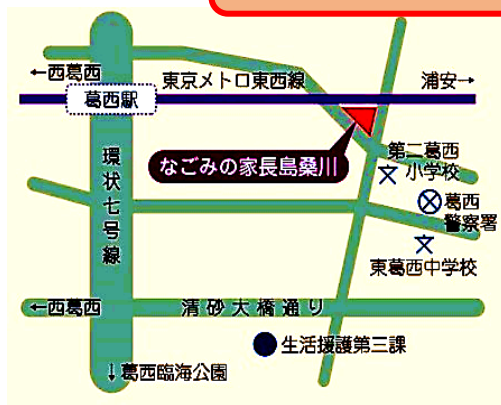 ←西葛西
東京メトロ東西線
浦安→
葛西駅
環状七号線
なごみの家長島桑川
第二葛西
小学校
葛西
警察署
東葛西中学校
←西葛西
清砂大橋通り
生活援護第三課
↓葛西臨海公園